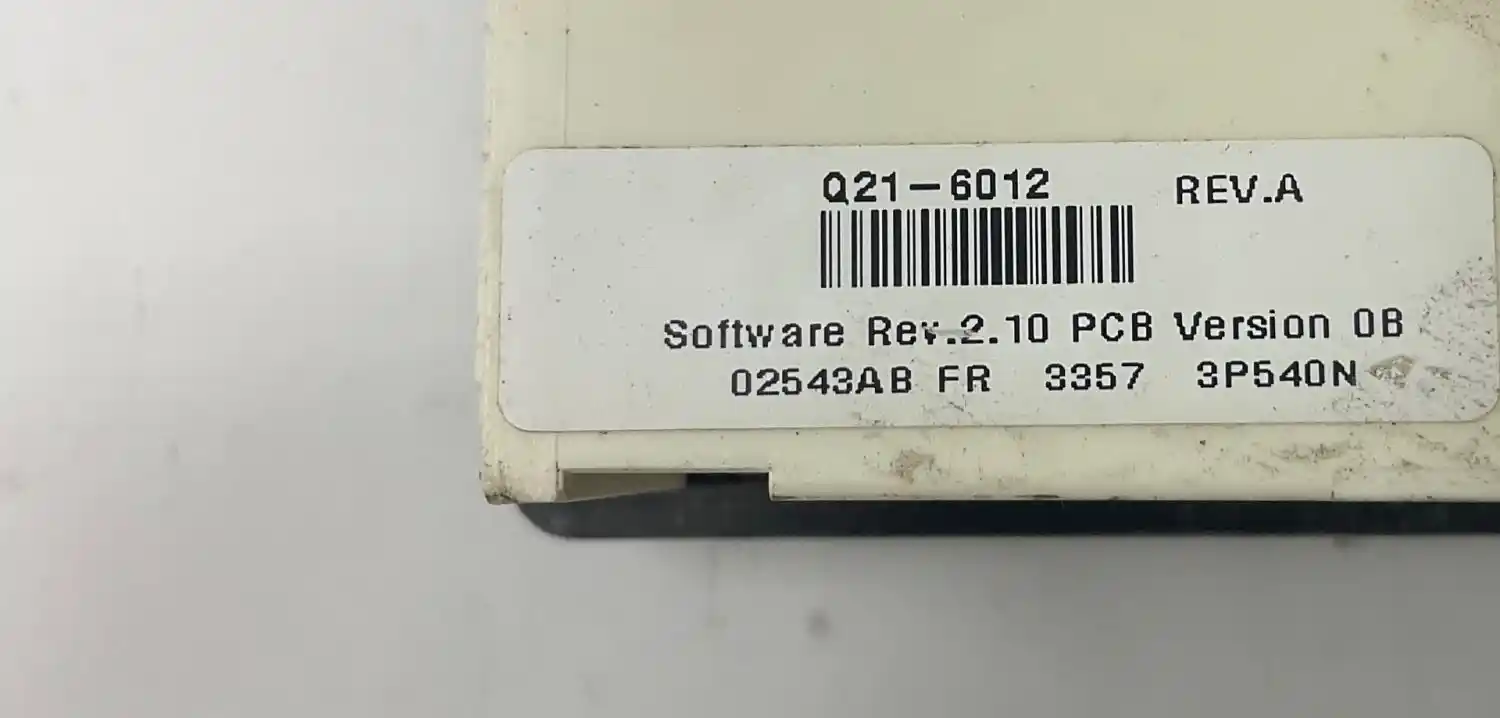 Q21-6012 REV.A
Software Rev.2.10 PCB Version 0B
02543AB FR 3357 3P540N